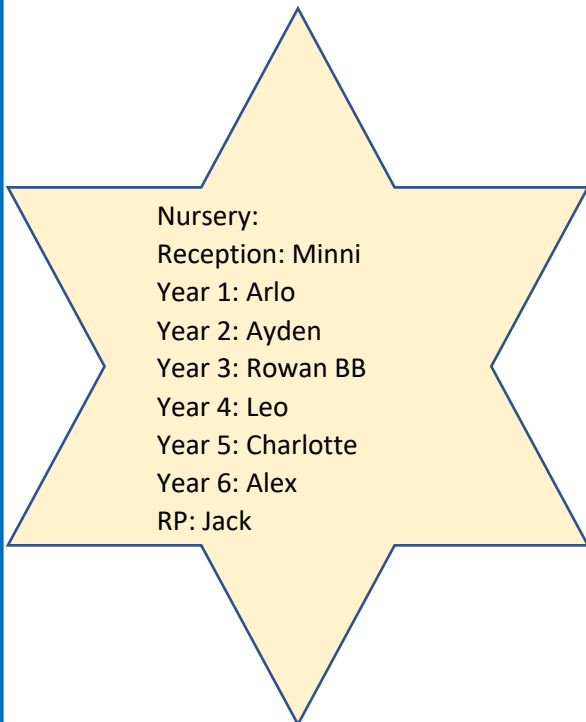 Nursery:
Reception: Minni
Year 1: Arlo
Year 2: Ayden
Year 3: Rowan BB
Year 4: Leo
Year 5: Charlotte
Year 6: Alex
RP: Jack